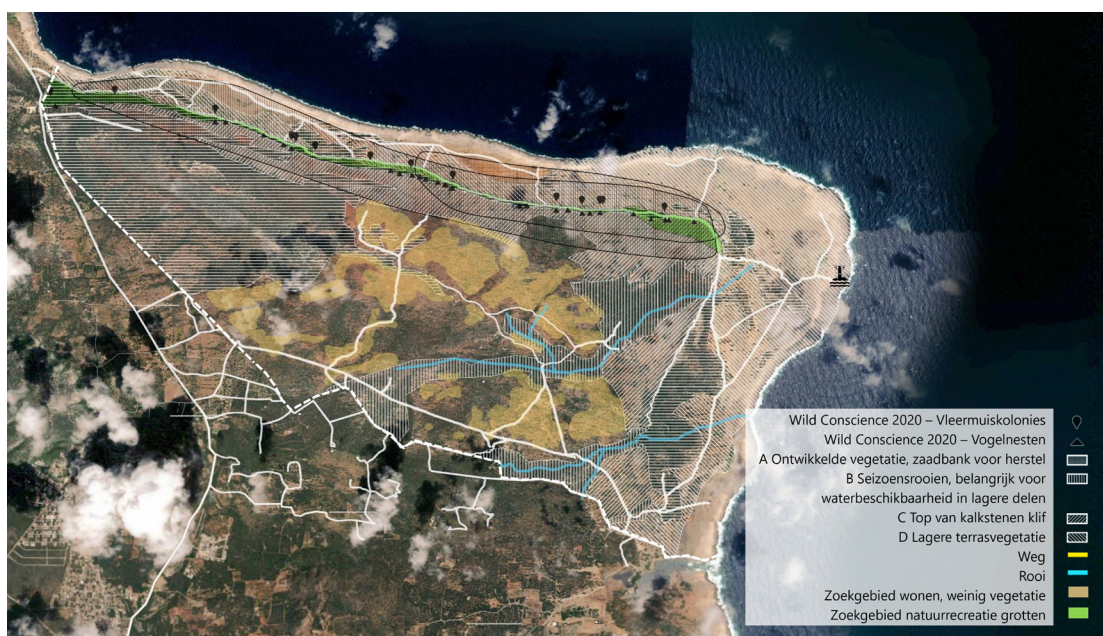 Wild Conscience 2020 – Vleermuiskolonies
Wild Conscience 2020 – Vogelnesten
A Ontwikkelde vegetatie, zaadbank voor herstel
B Seizoensrooien, belangrijk voor
waterbeschikbaarheid in lagere delen
C Top van kalkstenen klif
D Lagere terrasvegetatie
Weg
Rooi
Zoekgebied wonen, weinig vegetatie
Zoekgebied natuurrecreatie grotten